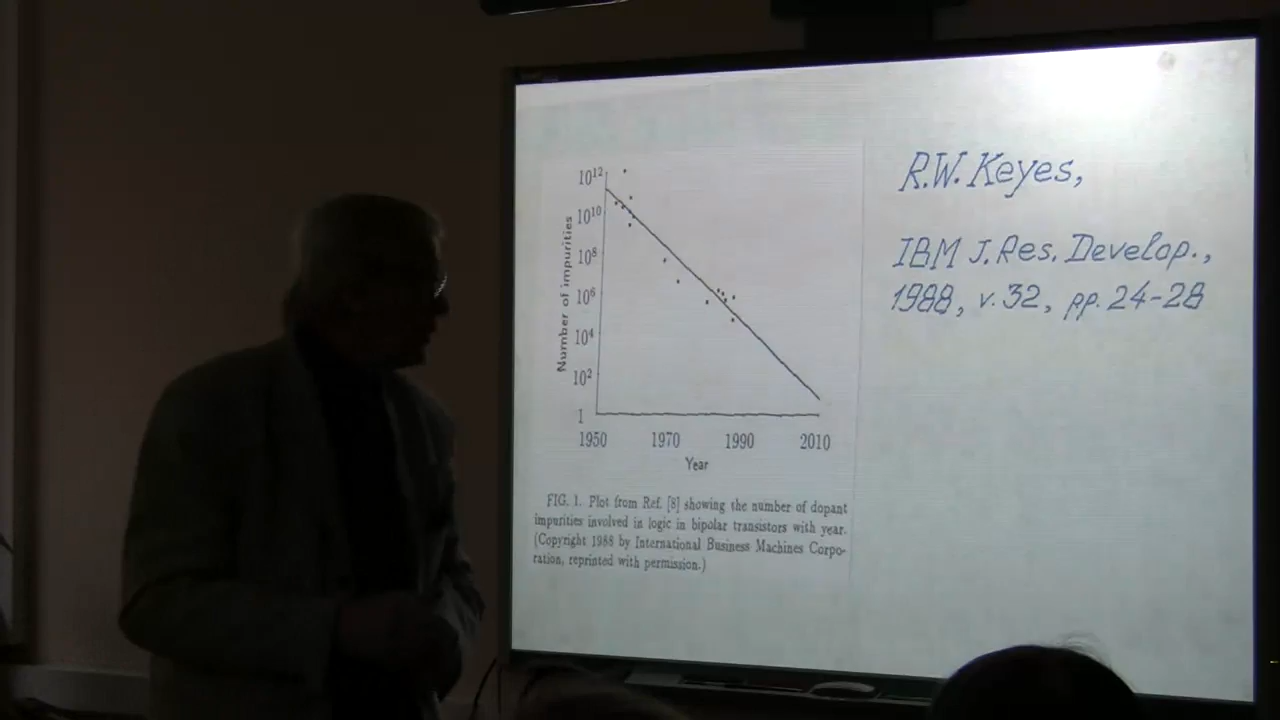 10¹²
10¹⁰
10⁸
10⁶
10⁴
10²
1
Number of impurities
1950 1970 1990 2010
Year
FIG. 1. Plot from Ref. [8] showing the number of dopant
impurities involved in logic in bipolar transistors with year.
(Copyright 1988 by International Business Machines Corpo-
ration, reprinted with permission.)
R.W. Keyes,
IBM J. Res. Develop.,
1988, v. 32, pp. 24-28